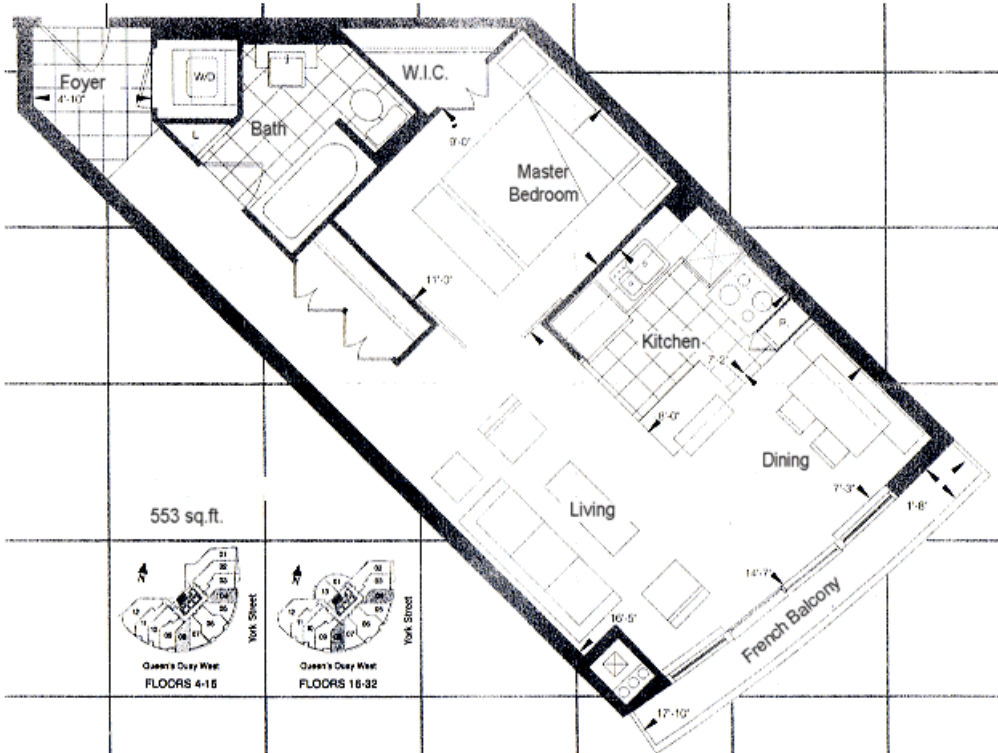 Foyer
4'-10"
W/D
L
Bath
W.I.C.
9'-0"
Master
Bedroom
11'-0"
Kitchen
P.
7'-2"
8'-0"
Dining
Living
7'-3"
1'-8"
14'-7"
French Balcony
16'-5"
17'-10"
553 sq.ft.
N
York Street
Queen's Quay West
FLOORS 4-15
N
York Street
Queen's Quay West
FLOORS 16-32